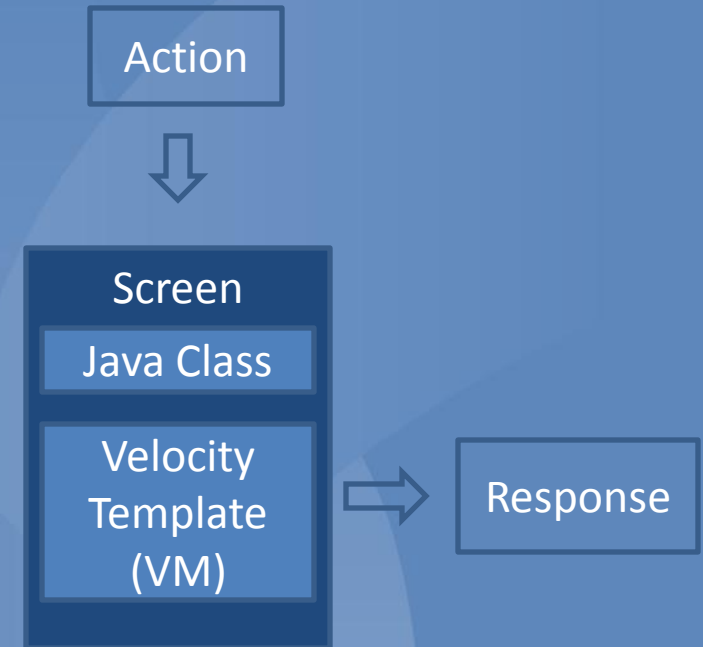 Action
Screen
Java Class
Velocity
Template
(VM)
Response